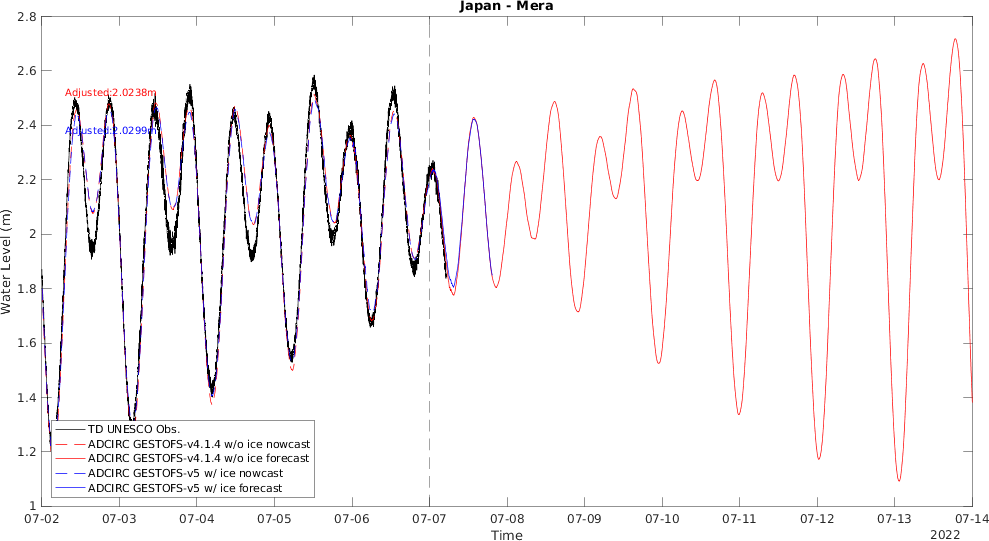 Japan - Mera
2.8
2.6
2.4
2.2
2
1.8
1.6
1.4
1.2
1
Water Level (m)
Adjusted:2.0238m
Adjusted:2.0299m
TD UNESCO Obs.
ADCIRC GESTOFS-v4.1.4 w/o ice nowcast
ADCIRC GESTOFS-v4.1.4 w/o ice forecast
ADCIRC GESTOFS-v5 w/ ice nowcast
ADCIRC GESTOFS-v5 w/ ice forecast
07-02 07-03 07-04 07-05 07-06 07-07 07-08 07-09 07-10 07-11 07-12 07-13 07-14
Time
2022